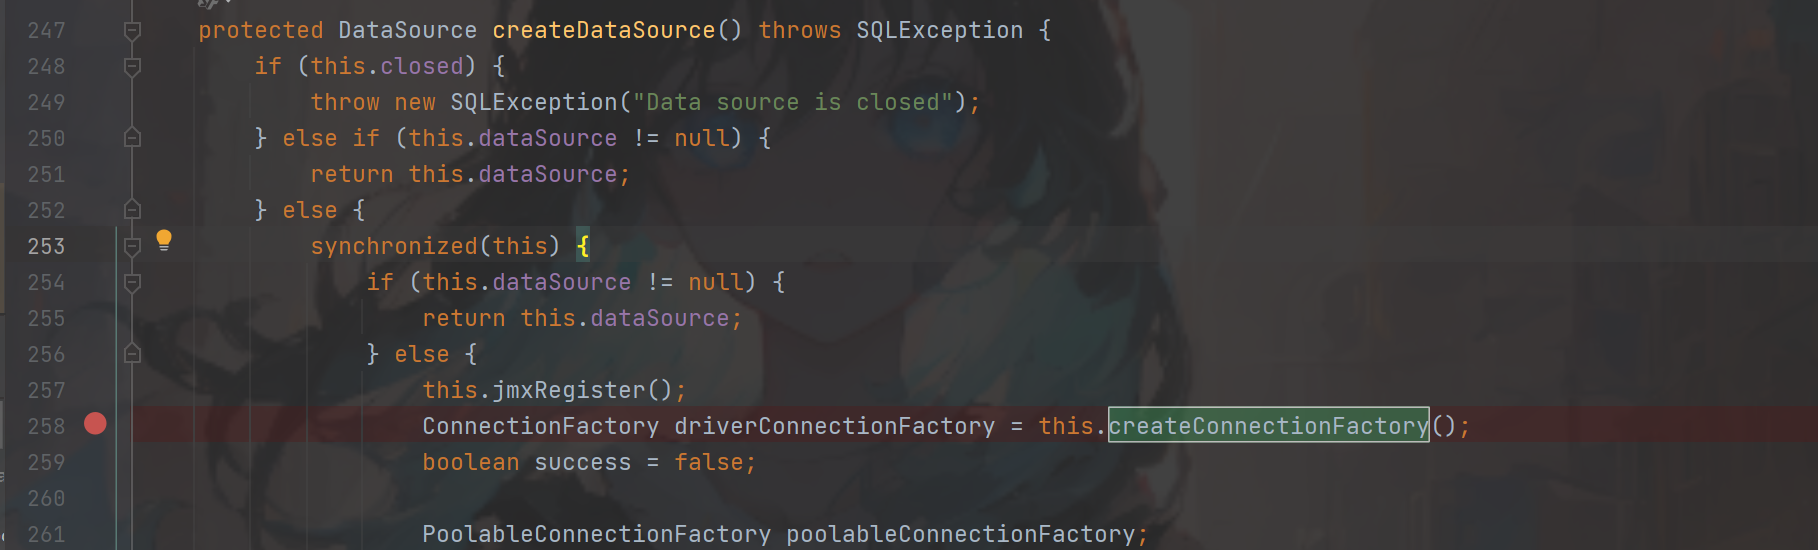 247 protected DataSource createDataSource() throws SQLException {
248 if (this.closed) {
249 throw new SQLException("Data source is closed");
250 } else if (this.dataSource != null) {
251 return this.dataSource;
252 } else {
253 synchronized(this) {
254 if (this.dataSource != null) {
255 return this.dataSource;
256 } else {
257 this.jmxRegister();
258 ConnectionFactory driverConnectionFactory = this.createConnectionFactory();
259 boolean success = false;
260
261 PoolableConnectionFactory poolableConnectionFactory;